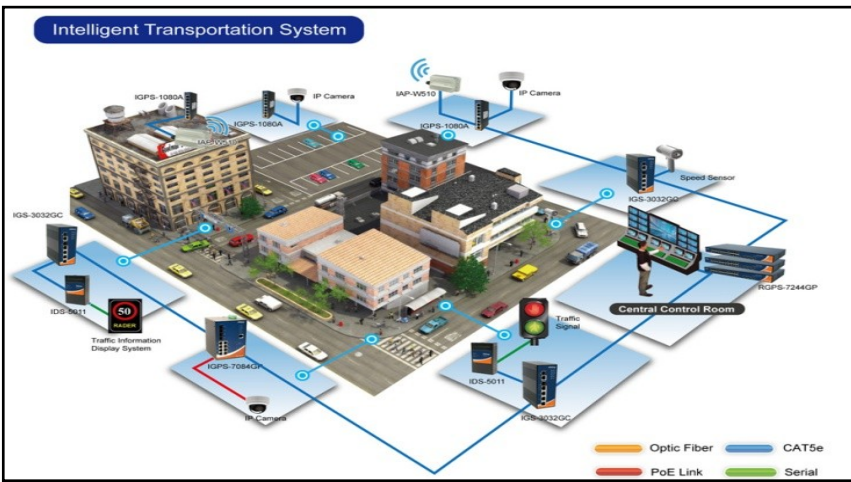 Intelligent Transportation System
IGPS-1080A
IGPS-1080A
IP Camera
IAP-W510
IAP-W510
IGPS-1080A
IP Camera
Speed Sensor
IGS-3032GC
IGS-3032GC
RGPS-7244GP
Central Control Room
IDS-5011
50
RADER
Traffic Information
Display System
IGPS-7084GP
IP Camera
Traffic
Signal
IDS-5011
IGS-3032GC
Optic Fiber
CAT5e
PoE Link
Serial